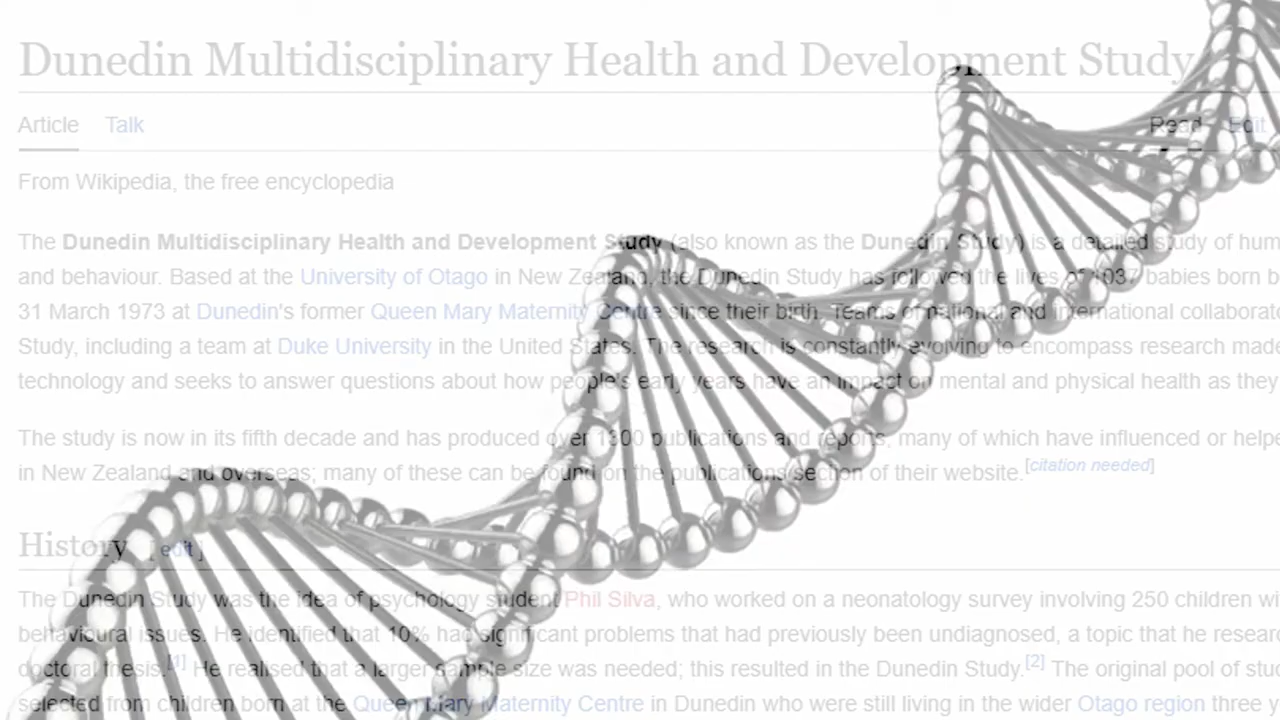 Dunedin Multidisciplinary Health and Development Study
Article Talk Read Edit
From Wikipedia, the free encyclopedia
The Dunedin Multidisciplinary Health and Development Study (also known as the Dunedin Study) is a detailed study of hum
and behaviour. Based at the University of Otago in New Zealand, the Dunedin Study has followed the lives of 103 babies born b
31 March 1973 at Dunedin's former Queen Mary Maternity Centre since their birth. Teams of national and international collaborat
Study, including a team at Duke University in the United States. The research is constantly evolving to encompass research made
technology and seeks to answer questions about how people's early years have an impact on mental and physical health as they
The study is now in its fifth decade and has produced over 1300 publications and reports, many of which have influenced or helpe
in New Zealand and overseas; many of these can be found on the publications section of their website.[citation needed]
History [ edit ]
The Dunedin Study was the idea of psychology student Phil Silva, who worked on a neonatology survey involving 250 children wi
behavioural issues. He identified that 10% had significant problems that had previously been undiagnosed, a topic that he resear
doctoral thesis.[1] He realised that a larger sample size was needed; this resulted in the Dunedin Study.[2] The original pool of stu
selected from children born at the Queen Mary Maternity Centre in Dunedin who were still living in the wider Otago region three y